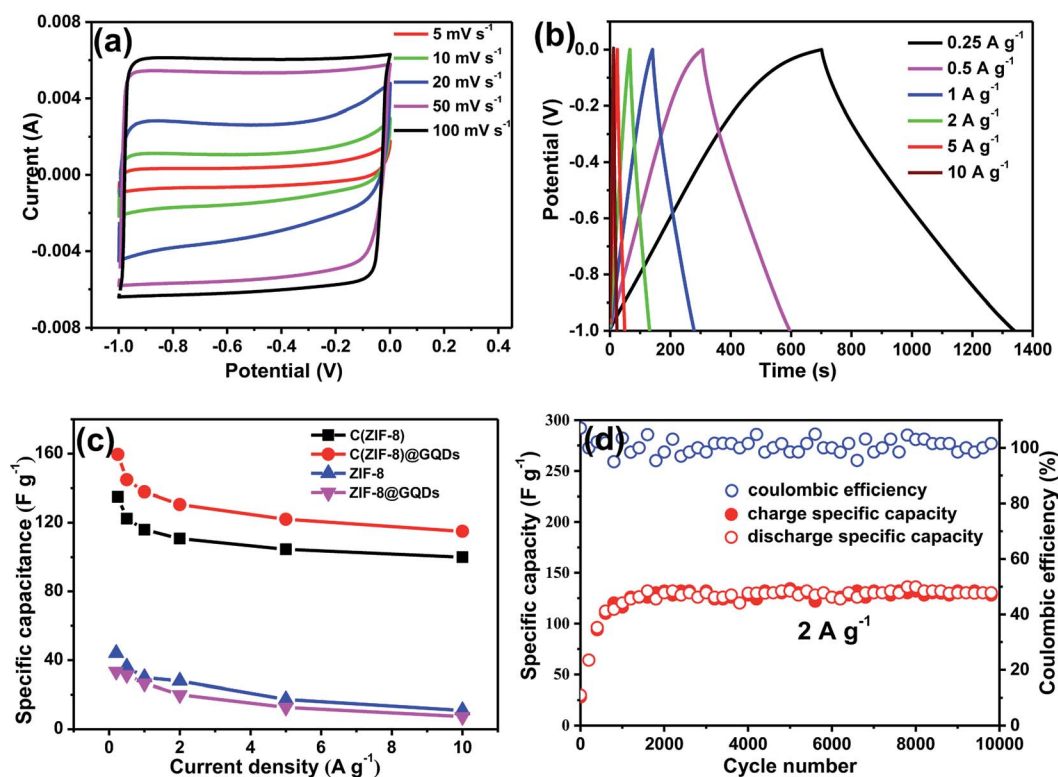 (a)
5 mV s⁻¹
10 mV s⁻¹
20 mV s⁻¹
50 mV s⁻¹
100 mV s⁻¹
0.008
0.004
0.000
-0.004
-0.008
Current (A)
-1.0 -0.8 -0.6 -0.4 -0.2 0.0 0.2 0.4
Potential (V)
(b)
0.25 A g⁻¹
0.5 A g⁻¹
1 A g⁻¹
2 A g⁻¹
5 A g⁻¹
10 A g⁻¹
0.0
-0.2
-0.4
-0.6
-0.8
-1.0
Potential (V)
0 200 400 600 800 1000 1200 1400
Time (s)
(c)
C(ZIF-8)
C(ZIF-8)@GQDs
ZIF-8
ZIF-8@GQDs
160
120
80
40
0
Specific capacitance (F g⁻¹)
0 2 4 6 8 10
Current density (A g⁻¹)
(d)
coulombic efficiency
charge specific capacity
discharge specific capacity
2 A g⁻¹
300
250
200
150
100
50
0
Specific capacity (F g⁻¹)
100
80
60
40
20
0
Coulombic efficiency (%)
0 2000 4000 6000 8000 10000
Cycle number